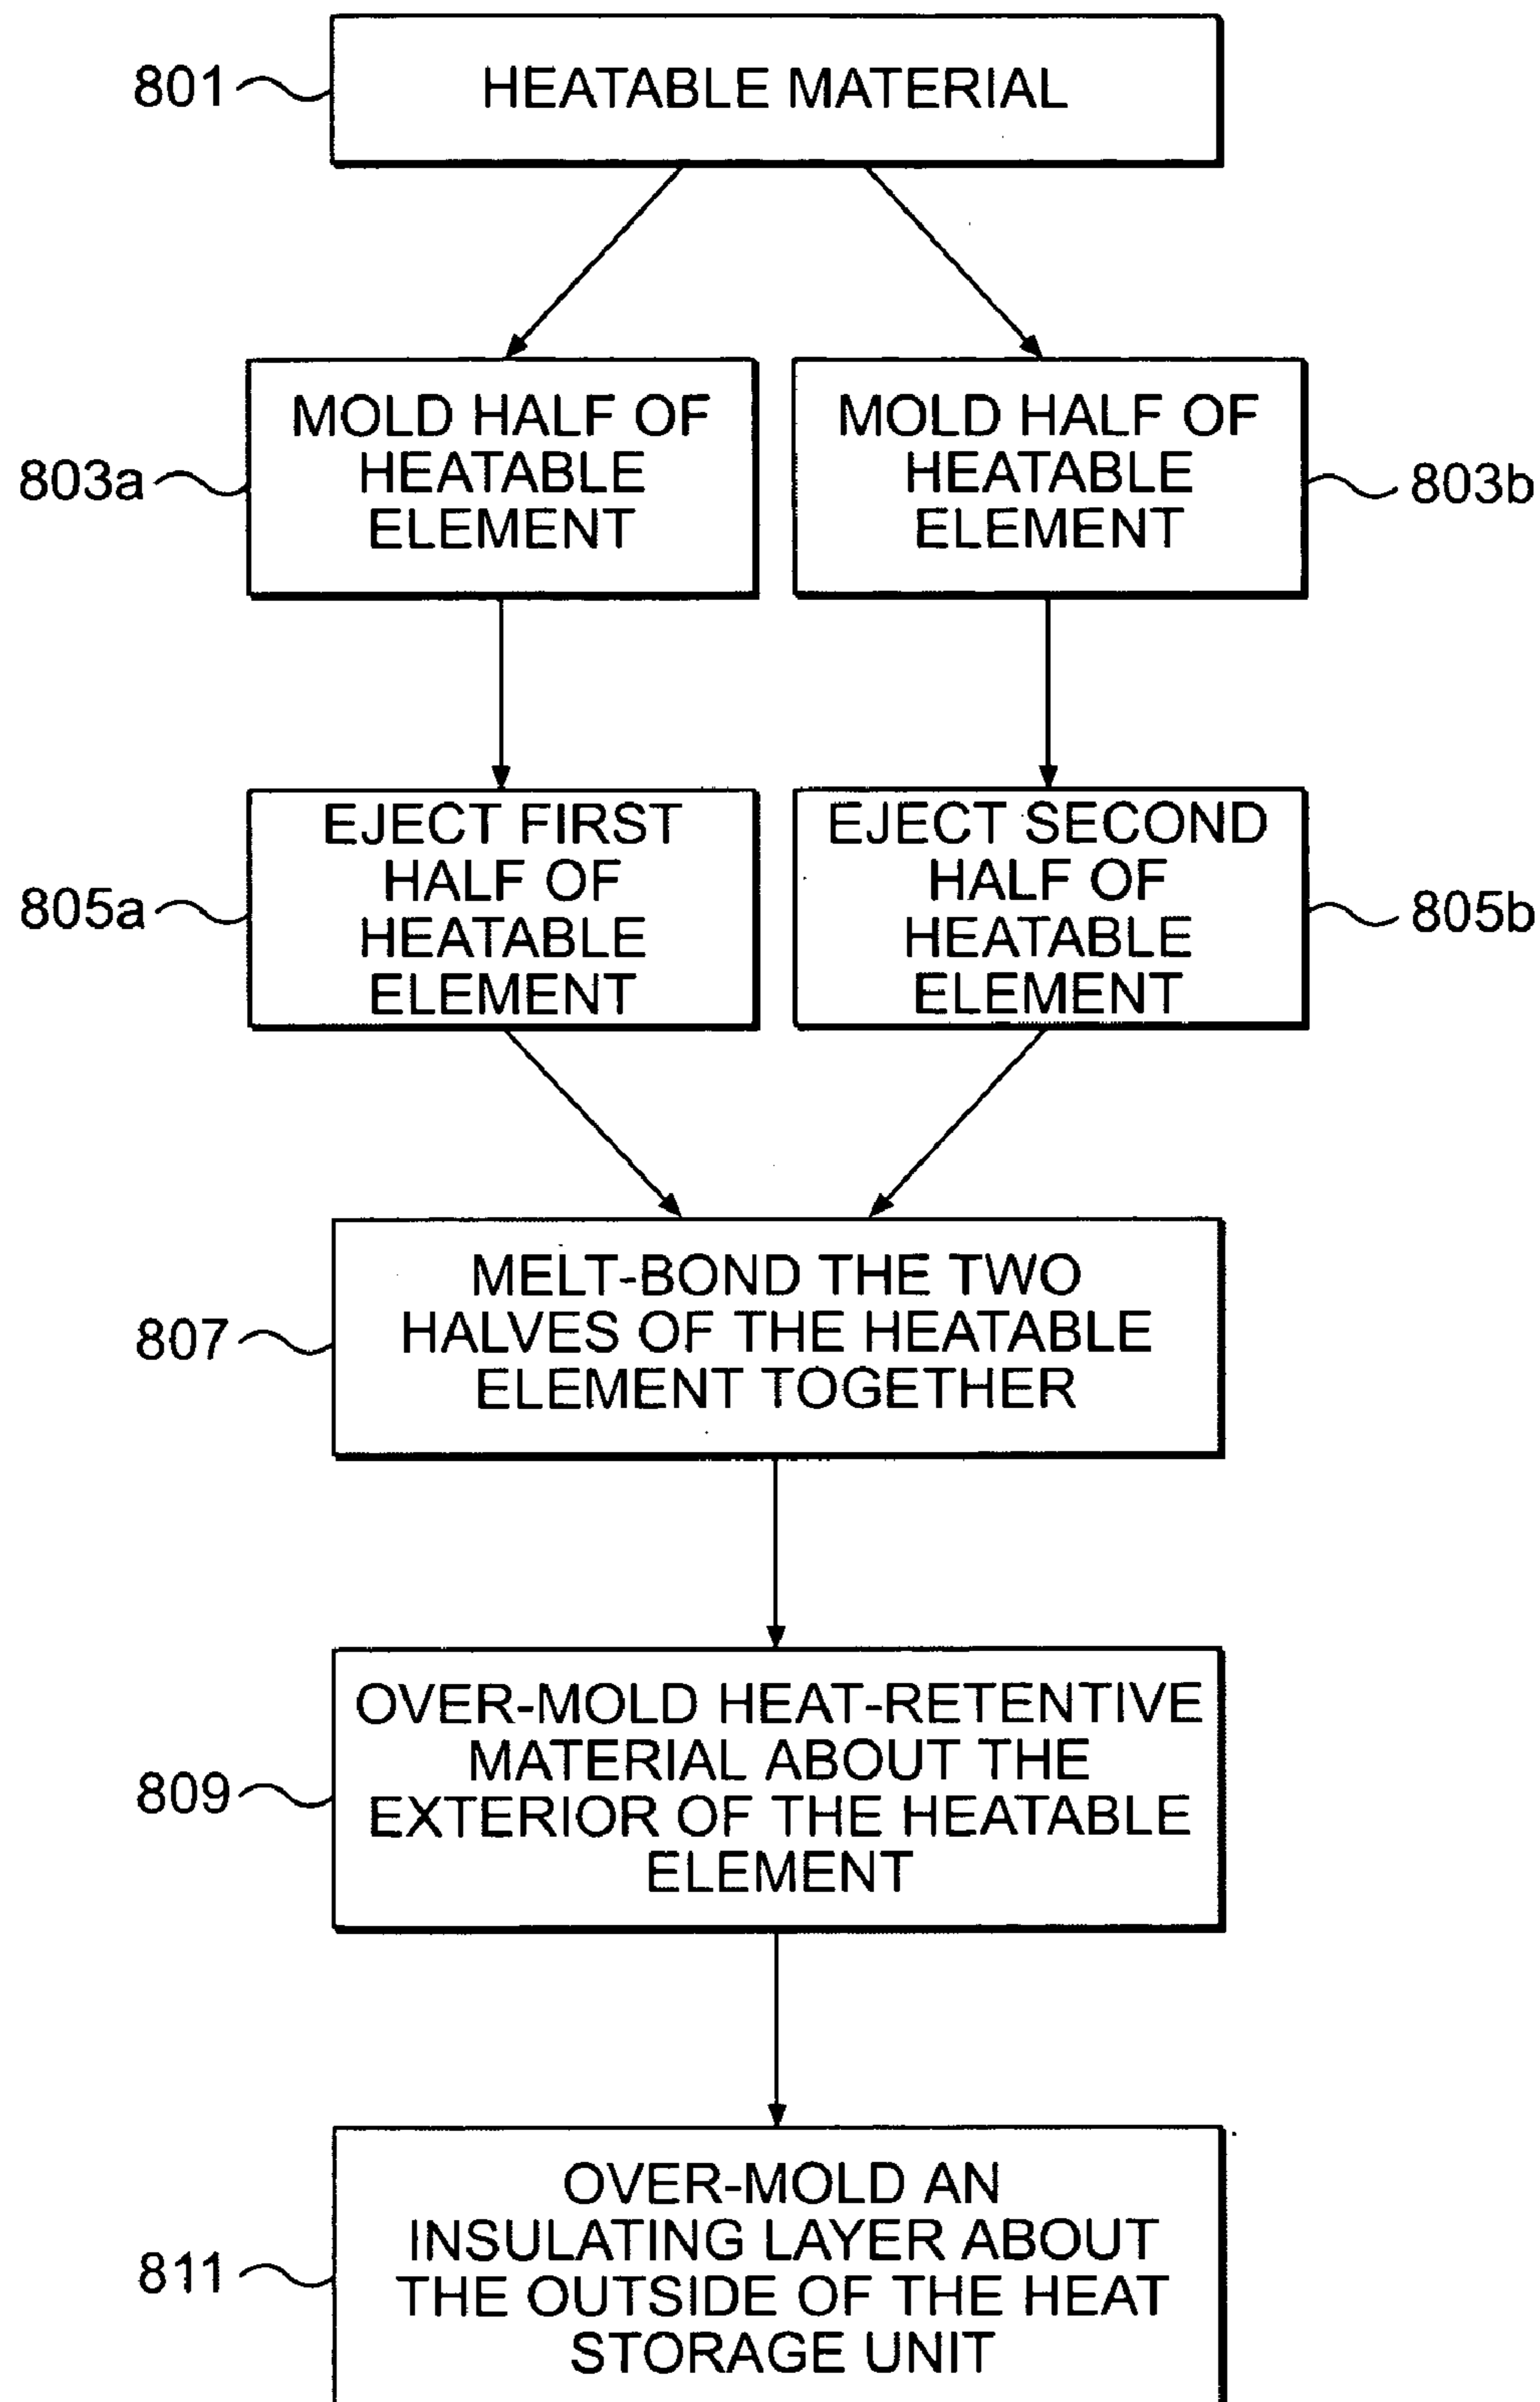 801
HEATABLE MATERIAL
803a
MOLD HALF OF
HEATABLE
ELEMENT
MOLD HALF OF
HEATABLE
ELEMENT
803b
805a
EJECT FIRST
HALF OF
HEATABLE
ELEMENT
EJECT SECOND
HALF OF
HEATABLE
ELEMENT
805b
807
MELT-BOND THE TWO
HALVES OF THE HEATABLE
ELEMENT TOGETHER
809
OVER-MOLD HEAT-RETENTIVE
MATERIAL ABOUT THE
EXTERIOR OF THE HEATABLE
ELEMENT
811
OVER-MOLD AN
INSULATING LAYER ABOUT
THE OUTSIDE OF THE HEAT
STORAGE UNIT